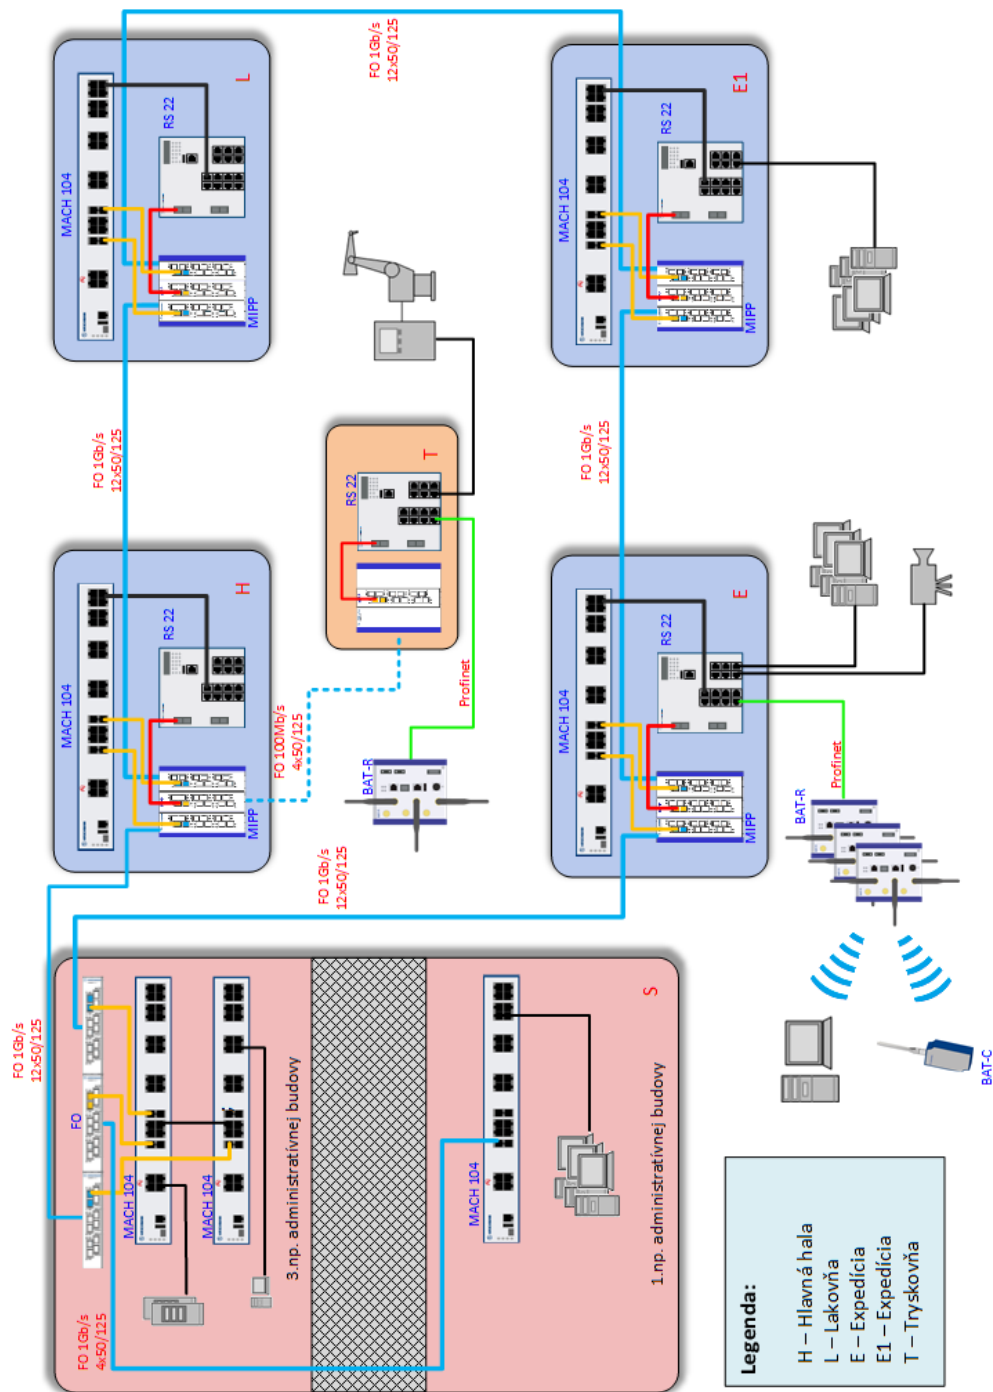 FO 1Gb/s
12x50/125
FO 1Gb/s
4x50/125
FO
MACH 104
MACH 104
3.np. administratívnej budovy
MACH 104
1.np. administratívnej budovy
S
MACH 104
RS 22
MIPP
H
FO 1Gb/s
12x50/125
MACH 104
RS 22
MIPP
L
FO 1Gb/s
12x50/125
FO 100Mb/s
4x50/125
RS 22
T
Profinet
BAT-R
FO 1Gb/s
12x50/125
MACH 104
RS 22
MIPP
E
FO 1Gb/s
12x50/125
MACH 104
RS 22
MIPP
E1
Profinet
BAT-R
BAT-C
Legenda:
H – Hlavná hala
L – Lakovňa
E – Expedícia
E1 – Expedícia
T – Tryskovňa